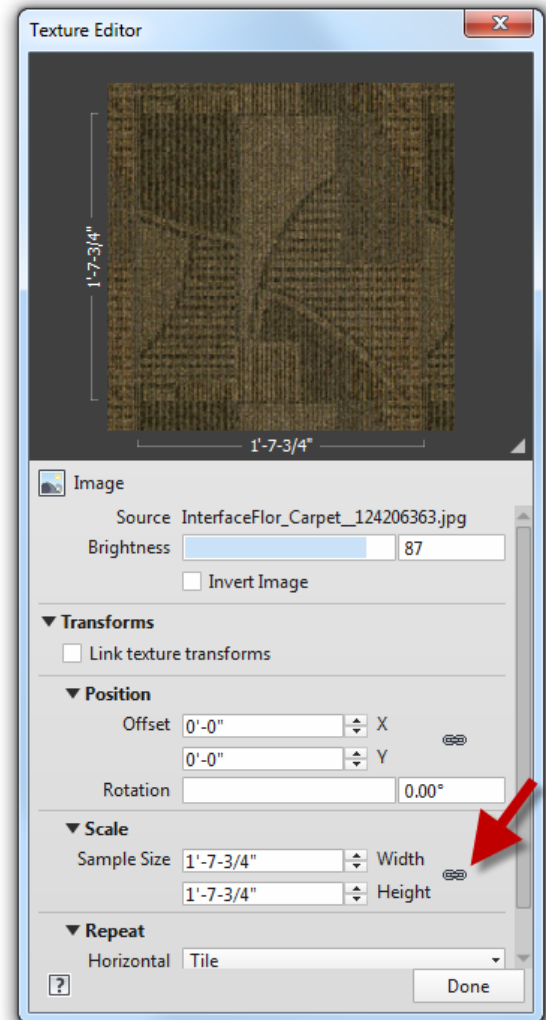 Texture Editor
1'-7-3/4"
1'-7-3/4"
Image
Source InterfaceFlor_Carpet__124206363.jpg
Brightness 87
Invert Image
Transforms
Link texture transforms
Position
Offset 0'-0" X
0'-0" Y
Rotation 0.00°
Scale
Sample Size 1'-7-3/4" Width
1'-7-3/4" Height
Repeat
Horizontal Tile
? Done